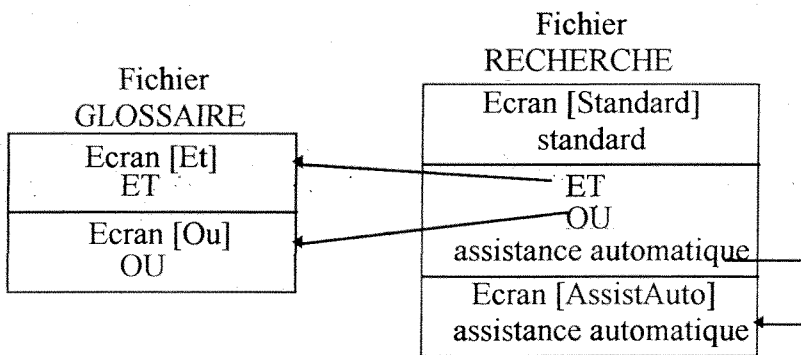 Fichier
GLOSSAIRE
Ecran [Et]
ET
Ecran [Ou]
OU
Fichier
RECHERCHE
Ecran [Standard]
standard
ET
OU
assistance automatique
Ecran [AssistAuto]
assistance automatique